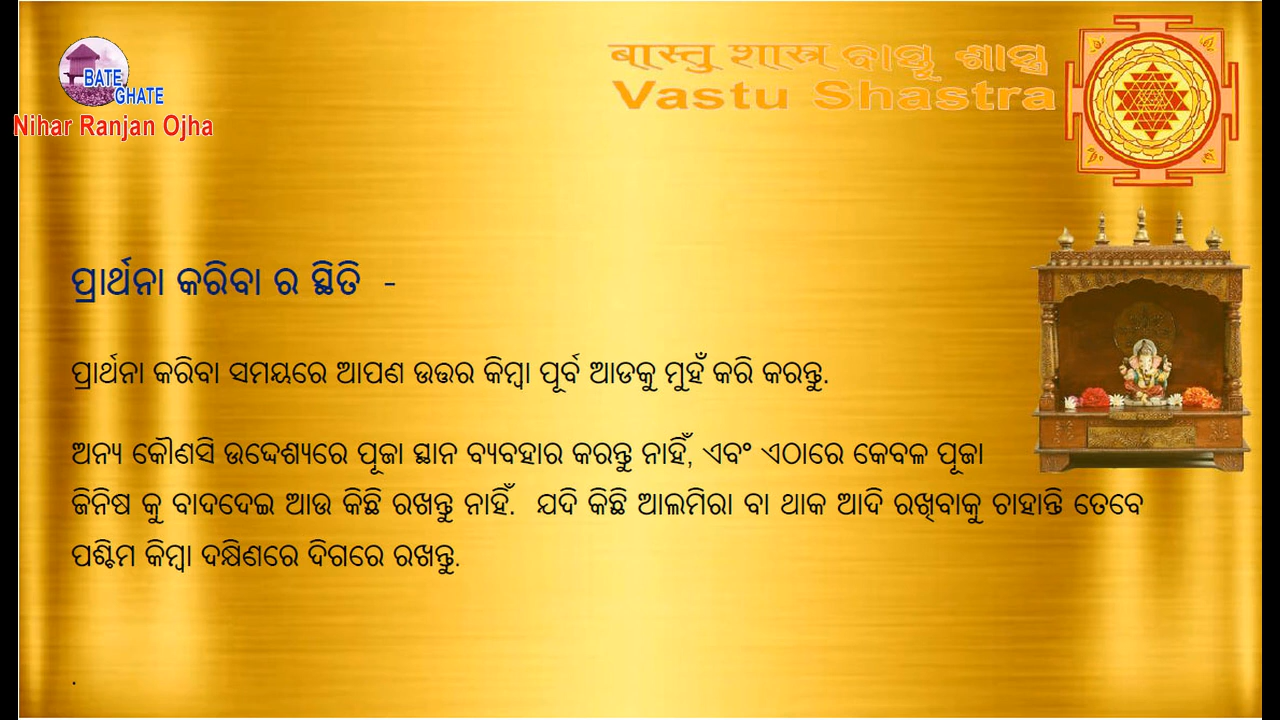 BATE
GHATE
Nihar Ranjan Ojha
वास्तु शास्त्र ବାସ୍ତୁ ଶାସ୍ତ୍ର
Vastu Shastra
ପ୍ରାର୍ଥନା କରିବା ର ସ୍ଥିତି -
ପ୍ରାର୍ଥନା କରିବା ସମୟରେ ଆପଣ ଉତ୍ତର କିମ୍ବା ପୂର୍ବ ଆଡକୁ ମୁହଁ କରି କରନ୍ତୁ.
ଅନ୍ୟ କୌଣସି ଉଦ୍ଦେଶ୍ୟରେ ପୂଜା ସ୍ଥାନ ବ୍ୟବହାର କରନ୍ତୁ ନାହିଁ, ଏବଂ ଏଠାରେ କେବଳ ପୂଜା
ଜିନିଷ କୁ ବାଦଦେଇ ଆଉ କିଛି ରଖନ୍ତୁ ନାହିଁ. ଯଦି କିଛି ଆଲମିରା ବା ଥାକ ଆଦି ରଖିବାକୁ ଚାହାନ୍ତି ତେବେ
ପଶ୍ଚିମ କିମ୍ବା ଦକ୍ଷିଣରେ ଦିଗରେ ରଖନ୍ତୁ.
.